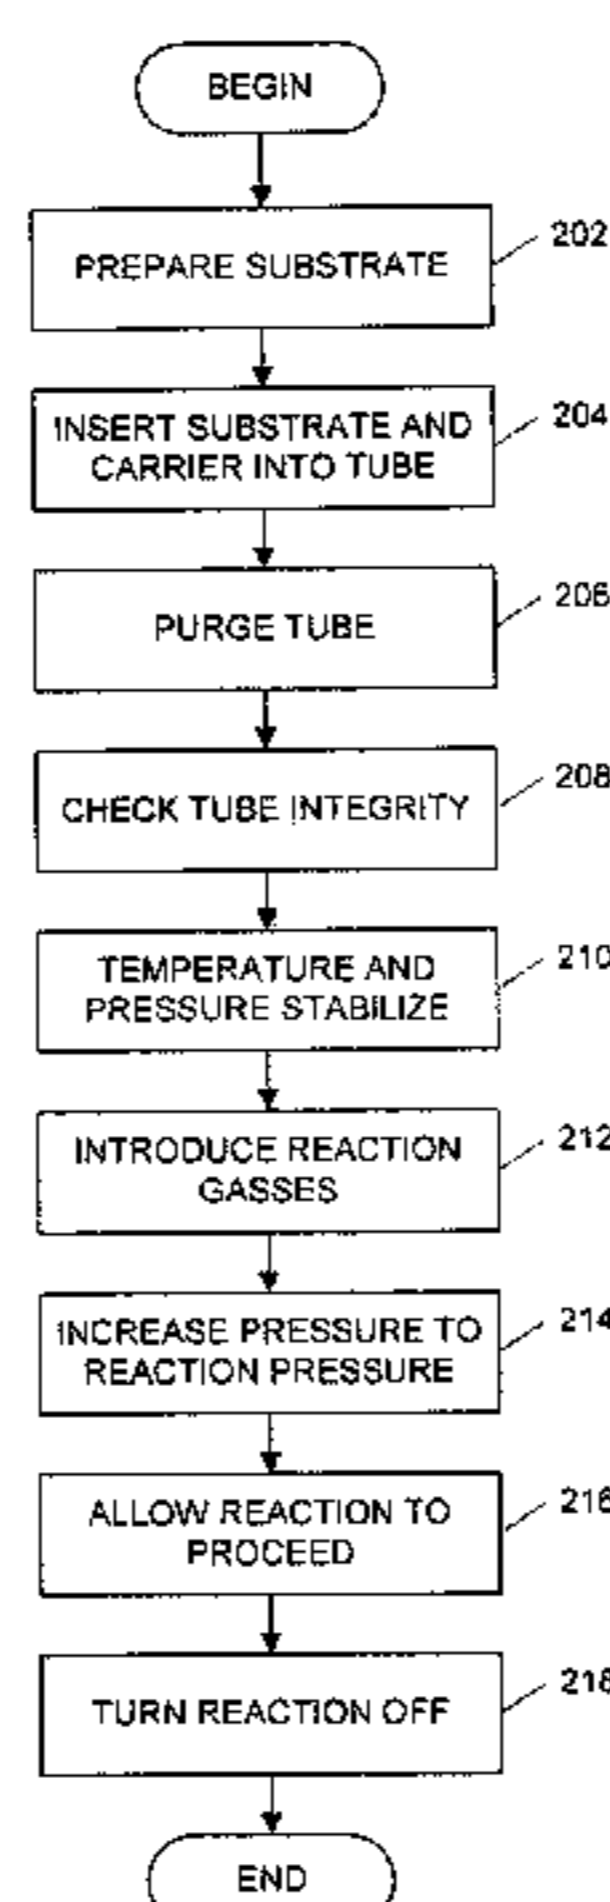 BEGIN
PREPARE SUBSTRATE
202
INSERT SUBSTRATE AND
CARRIER INTO TUBE
204
PURGE TUBE
206
CHECK TUBE INTEGRITY
208
TEMPERATURE AND
PRESSURE STABILIZE
210
INTRODUCE REACTION
GASSES
212
INCREASE PRESSURE TO
REACTION PRESSURE
214
ALLOW REACTION TO
PROCEED
216
TURN REACTION OFF
218
END